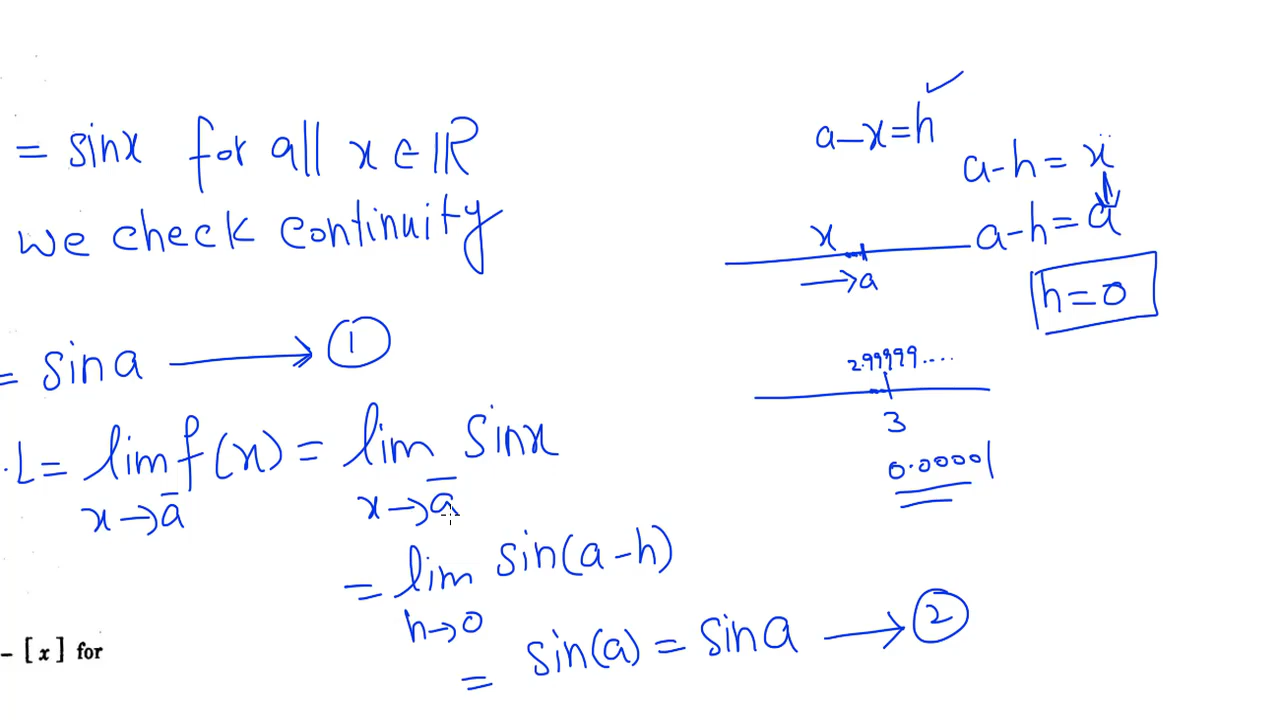 = sinx for all x ∈ ℝ
we check continuity
= sin a ⟶ ①
.L = lim f(x) = lim sinx
x→a⁻ x→a⁻
= lim sin(a-h)
h→0
= sin(a) = sin a ⟶ ②
- [x] for
a-x=h ✓
a-h = x
a-h = a
h=0
x
→a
2.99999....
3
0.00001